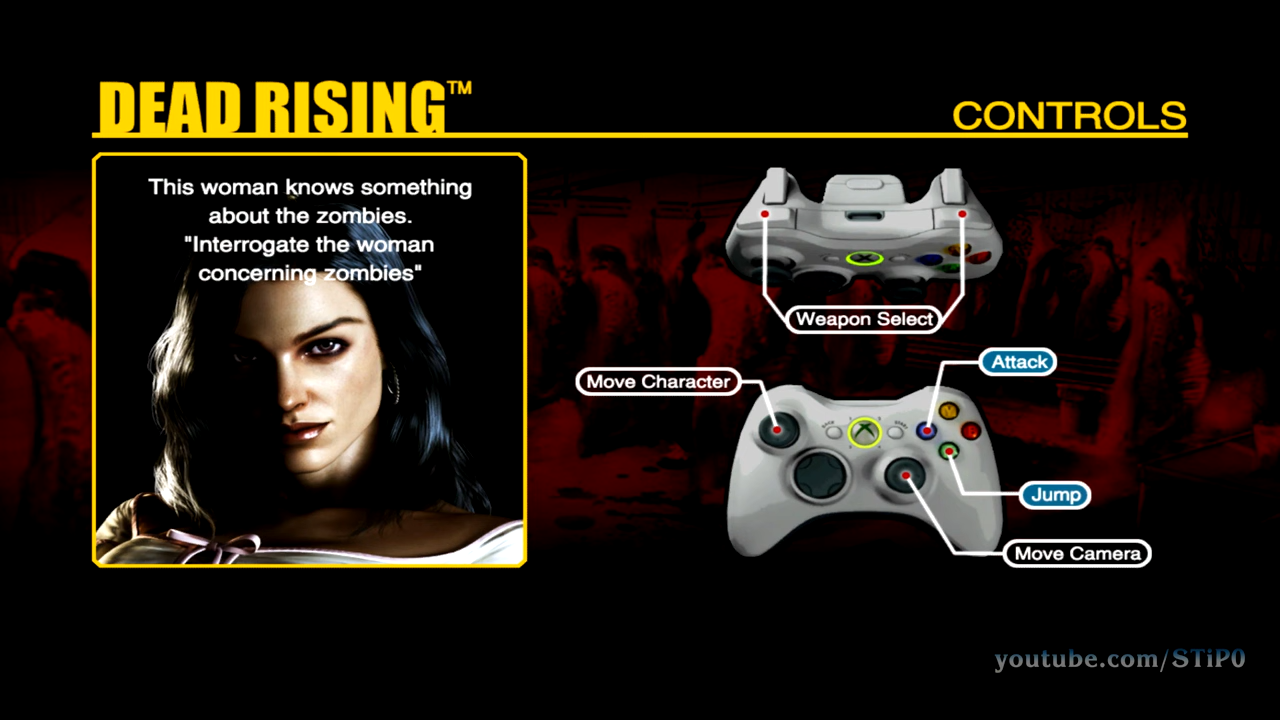 DEAD RISING™
CONTROLS
This woman knows something
about the zombies.
"Interrogate the woman
concerning zombies"
Weapon Select
Move Character
Attack
Jump
Move Camera
youtube.com/STiP0